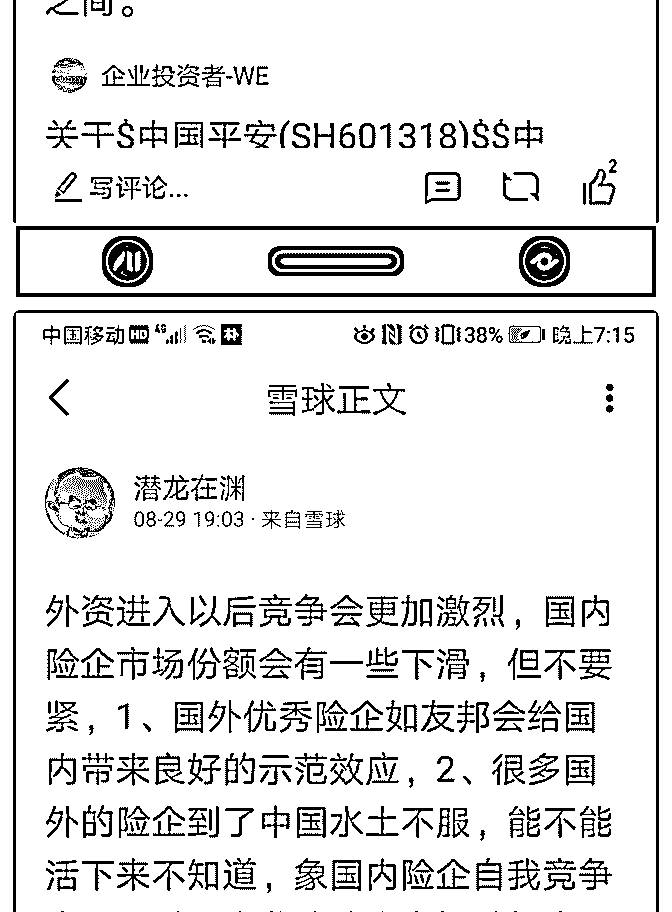 之间。
企业投资者-WE
关于$中国平安(SH601318)$$中
写评论...
2
中国移动 HD 4G 38% 晚上7:15
雪球正文
潜龙在渊
08-29 19:03 · 来自雪球
外资进入以后竞争会更加激烈，国内
险企市场份额会有一些下滑，但不要
紧，1、国外优秀险企如友邦会给国
内带来良好的示范效应，2、很多国
外的险企到了中国水土不服，能不能
活下来不知道，象国内险企自我竞争